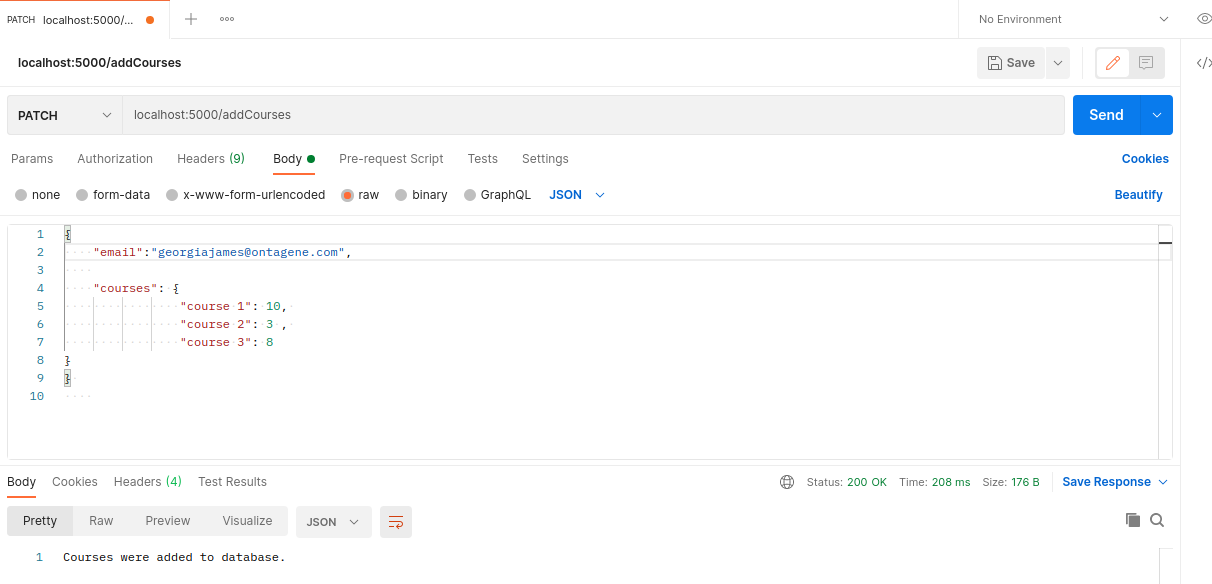 PATCH localhost:5000/...
No Environment
localhost:5000/addCourses
Save
PATCH localhost:5000/addCourses
Send
Params Authorization Headers (9) Body Pre-request Script Tests Settings Cookies
none form-data x-www-form-urlencoded raw binary GraphQL JSON Beautify
1 {
2 "email":"georgiajames@ontagene.com",
3
4 "courses": {
5 "course 1": 10,
6 "course 2": 3 ,
7 "course 3": 8
8 }
9 }
10
Body Cookies Headers (4) Test Results Status: 200 OK Time: 208 ms Size: 176 B Save Response
Pretty Raw Preview Visualize JSON
1 Courses were added to database.